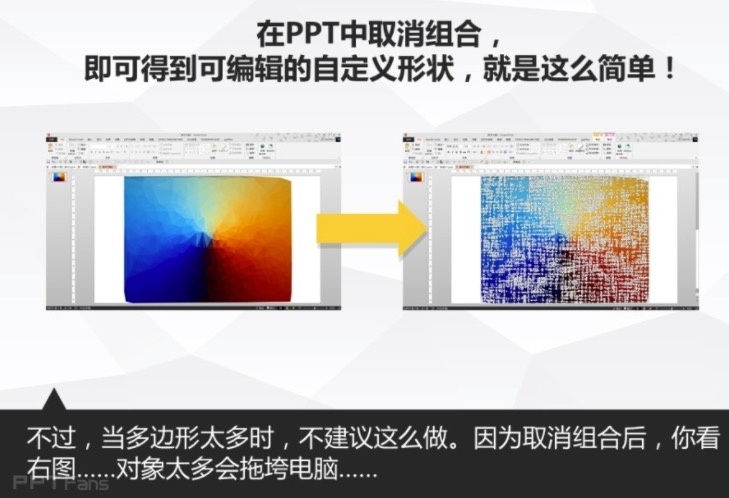 在PPT中取消组合，
即可得到可编辑的自定义形状，就是这么简单！
不过，当多边形太多时，不建议这么做。因为取消组合后，你看
右图......对象太多会拖垮电脑......
PPTFans